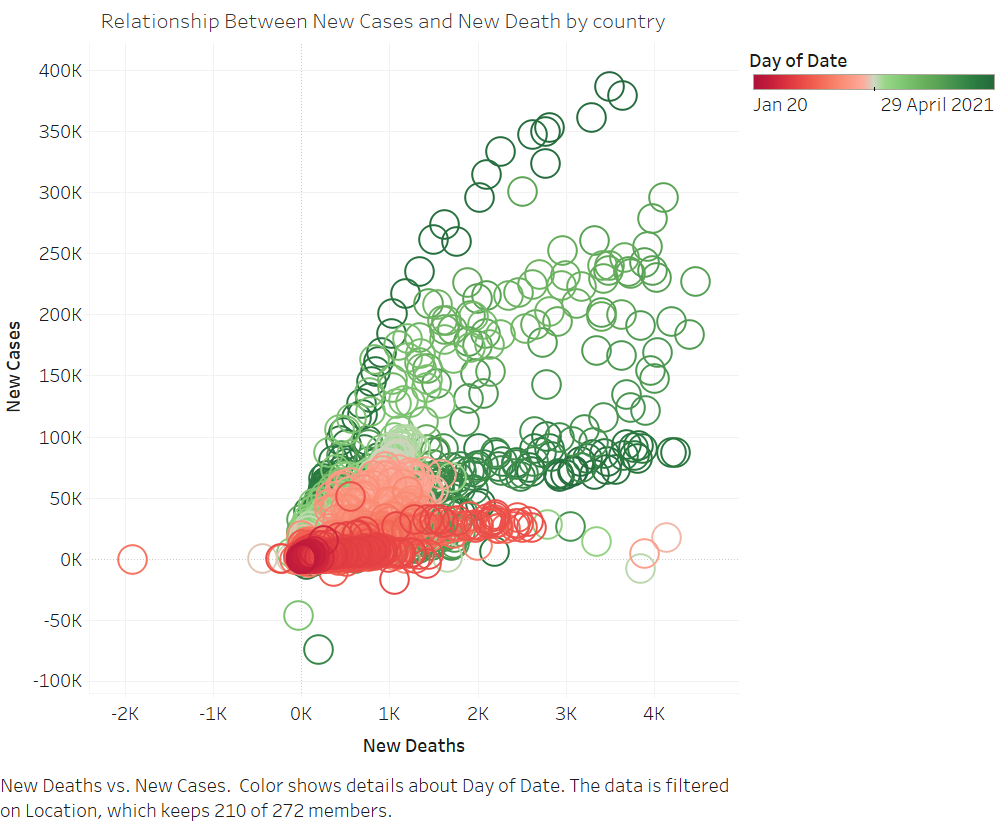 Relationship Between New Cases and New Death by country
Day of Date
Jan 20 29 April 2021
400K
350K
300K
250K
200K
150K
100K
50K
0K
-50K
-100K
New Cases
-2K -1K 0K 1K 2K 3K 4K
New Deaths
New Deaths vs. New Cases.  Color shows details about Day of Date. The data is filtered
on Location, which keeps 210 of 272 members.